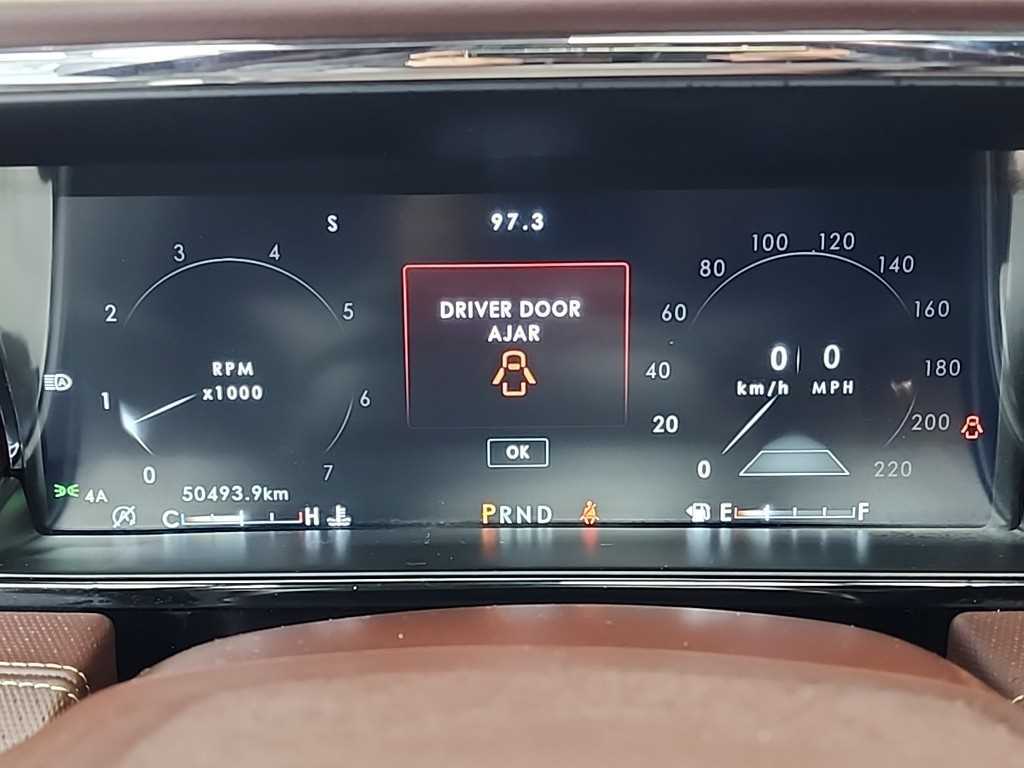 S
97.3
DRIVER DOOR
AJAR
OK
0 1 2 3 4 5 6 7
RPM
x1000
0 20 40 60 80 100 120 140 160 180 200 220
0 0
km/h MPH
A
4A
A
50493.9km
C H
PRND
E F